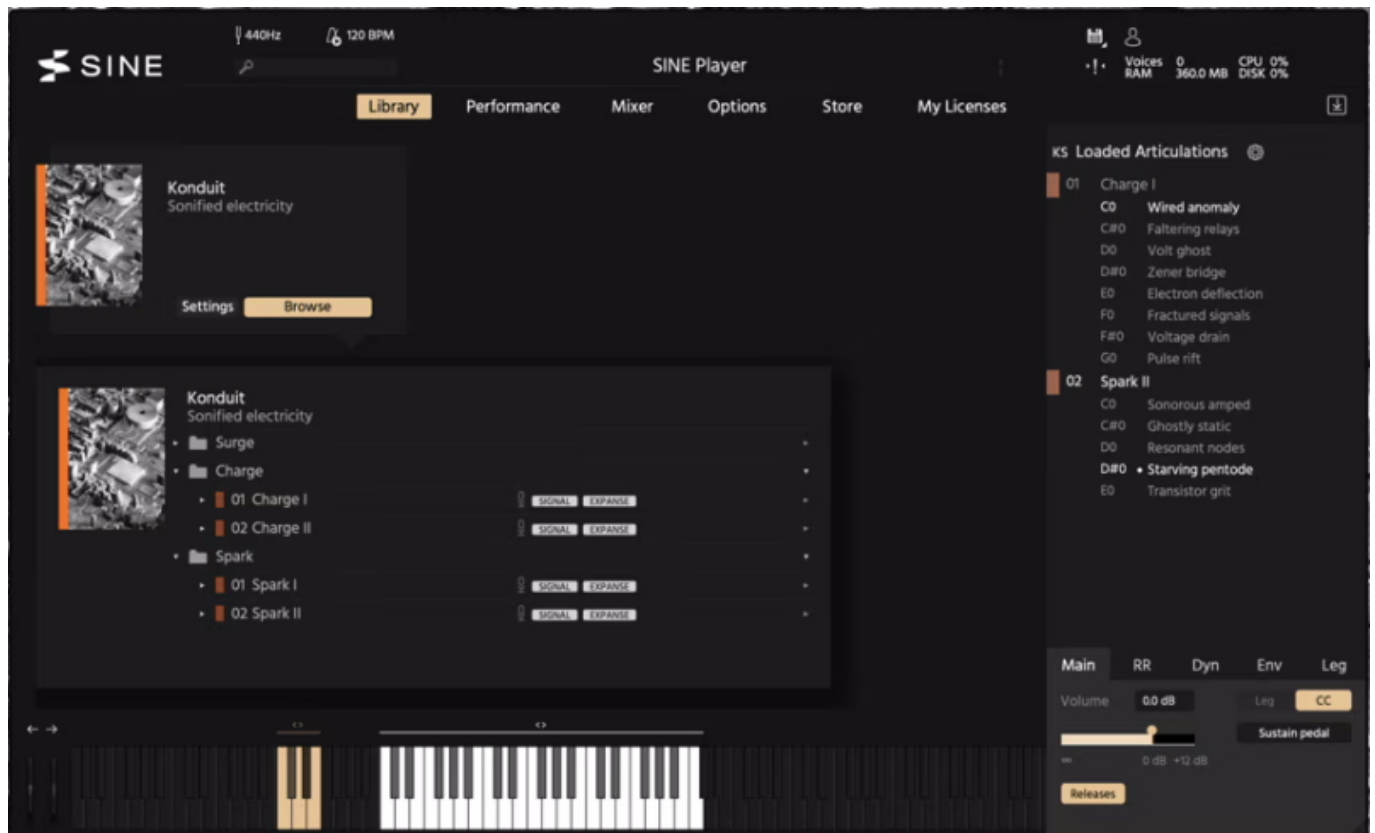 440Hz 120 BPM
SINE
SINE Player
Voices 0 CPU 0%
RAM 360.0 MB DISK 0%
Library Performance Mixer Options Store My Licenses
Konduit
Sonified electricity
Settings Browse
Konduit
Sonified electricity
Surge
Charge
01 Charge I SIGNAL EXPANSE
02 Charge II SIGNAL EXPANSE
Spark
01 Spark I SIGNAL EXPANSE
02 Spark II SIGNAL EXPANSE
KS Loaded Articulations
01 Charge I
C0 Wired anomaly
C#0 Faltering relays
D0 Volt ghost
D#0 Zener bridge
E0 Electron deflection
F0 Fractured signals
F#0 Voltage drain
G0 Pulse rift
02 Spark II
C0 Sonorous amped
C#0 Ghostly static
D0 Resonant nodes
D#0 • Starving pentode
E0 Transistor grit
Main RR Dyn Env Leg
Volume 0.0 dB Leg CC
Sustain pedal
-∞ 0 dB +12 dB
Releases